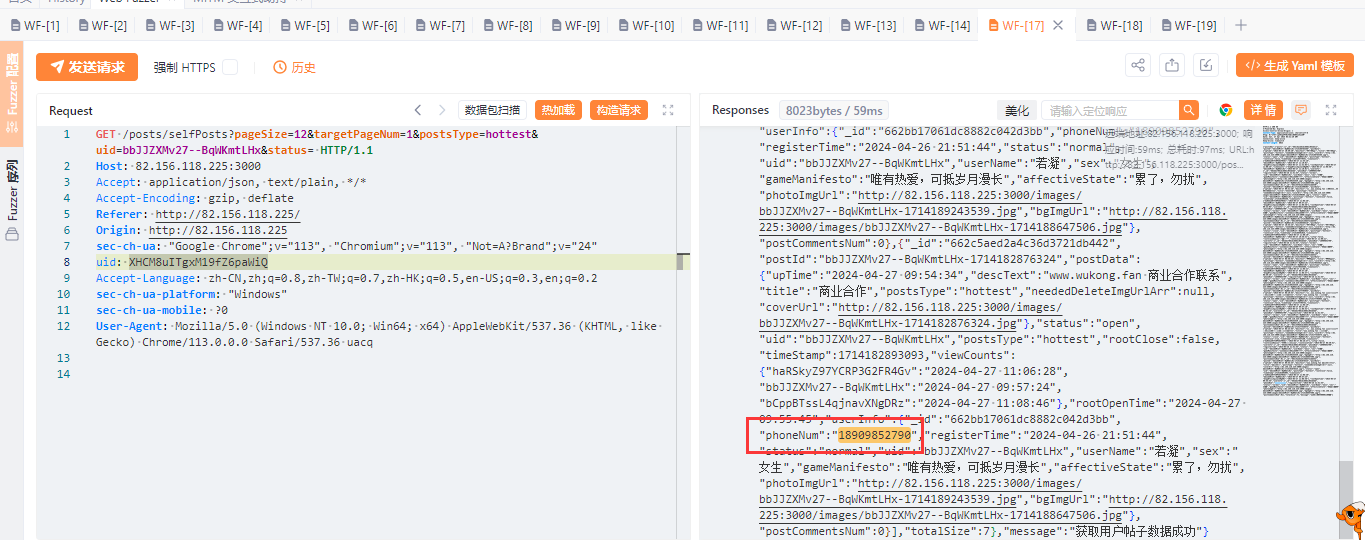 首页 History Web Fuzzer MITM 交互式劫持
WF-[1] WF-[2] WF-[3] WF-[4] WF-[5] WF-[6] WF-[7] WF-[8] WF-[9] WF-[10] WF-[11] WF-[12] WF-[13] WF-[14] WF-[17] WF-[18] WF-[19]
Fuzzer 配置
Fuzzer 序列
发送请求 强制 HTTPS 历史 生成 Yaml 模板
Request 数据包扫描 热加载 构造请求
1 GET /posts/selfPosts?pageSize=12&targetPageNum=1&postsType=hottest&
uid=bbJJZXMv27--BqWKmtLHx&status= HTTP/1.1
2 Host: 82.156.118.225:3000
3 Accept: application/json, text/plain, */*
4 Accept-Encoding: gzip, deflate
5 Referer: http://82.156.118.225/
6 Origin: http://82.156.118.225
7 sec-ch-ua: "Google Chrome";v="113", "Chromium";v="113", "Not=A?Brand";v="24"
8 uid: XHCM8uITgxM19fZ6paWiQ
9 Accept-Language: zh-CN,zh;q=0.8,zh-TW;q=0.7,zh-HK;q=0.5,en-US;q=0.3,en;q=0.2
10 sec-ch-ua-platform: "Windows"
11 sec-ch-ua-mobile: ?0
12 User-Agent: Mozilla/5.0 (Windows NT 10.0; Win64; x64) AppleWebKit/537.36 (KHTML, like
Gecko) Chrome/113.0.0.0 Safari/537.36 uacq
13
14
Responses 8023bytes / 59ms 美化 请输入定位响应 详情
"userInfo":{"_id":"662bb17061dc8882c042d3bb","phoneNum
"registerTime":"2024-04-26 21:51:44","status":"normal
"uid":"bbJJZXMv27--BqWKmtLHx","userName":"若凝","sex":"女生"
"gameManifesto":"唯有热爱，可抵岁月漫长","affectiveState":"累了，勿扰",
"photoImgUrl":"http://82.156.118.225:3000/images/
bbJJZXMv27--BqWKmtLHx-1714189243539.jpg","bgImgUrl":"http://82.156.118.
225:3000/images/bbJJZXMv27--BqWKmtLHx-1714188647506.jpg"},
"postCommentsNum":0},{"_id":"662c5aed2a4c36d3721db442",
"postId":"bbJJZXMv27--BqWKmtLHx-1714182876324","postData":
{"upTime":"2024-04-27 09:54:34","descText":"www.wukong.fan 商业合作联系",
"title":"商业合作","postsType":"hottest","neededDeleteImgUrlArr":null,
"coverUrl":"http://82.156.118.225:3000/images/
bbJJZXMv27--BqWKmtLHx-1714182876324.jpg"},"status":"open",
"uid":"bbJJZXMv27--BqWKmtLHx","postsType":"hottest","rootClose":false,
"timeStamp":1714182893093,"viewCounts":
{"haRSkyZ97YCRP3G2FR4Gv":"2024-04-27 11:06:28",
"bbJJZXMv27--BqWKmtLHx":"2024-04-27 09:57:24",
"bCppBTssL4qjnavXNgDRz":"2024-04-27 11:08:46"},"rootOpenTime":"2024-04-27
09:55:45","userInfo":{"_id":"662bb17061dc8882c042d3bb",
"phoneNum":"18909852790","registerTime":"2024-04-26 21:51:44",
"status":"normal","uid":"bbJJZXMv27--BqWKmtLHx","userName":"若凝","sex":"
女生","gameManifesto":"唯有热爱，可抵岁月漫长","affectiveState":"累了，勿扰",
"photoImgUrl":"http://82.156.118.225:3000/images/
bbJJZXMv27--BqWKmtLHx-1714189243539.jpg","bgImgUrl":"http://82.156.118.
225:3000/images/bbJJZXMv27--BqWKmtLHx-1714188647506.jpg"},
"postCommentsNum":0}],"totalSize":7},"message":"获取用户帖子数据成功"}